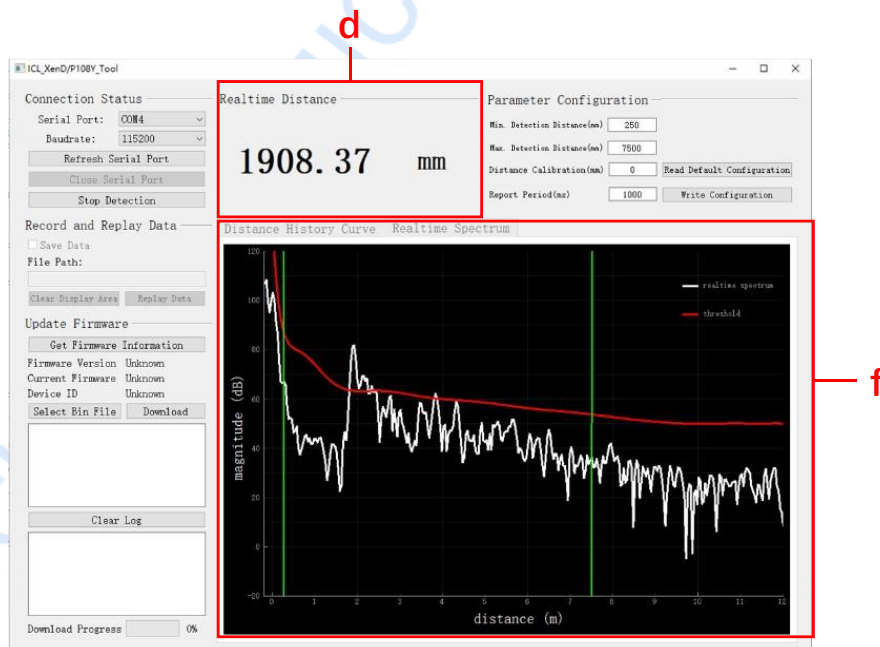 d
ICL_XenD/P108Y_Tool
Connection Status
Serial Port: COM4
Baudrate: 115200
Refresh Serial Port
Close Serial Port
Stop Detection
Record and Replay Data
Save Data
File Path:
Clear Display Area Replay Data
Update Firmware
Get Firmware Information
Firmware Version Unknown
Current Firmware Unknown
Device ID Unknown
Select Bin File Download
Clear Log
Download Progress 0%
Realtime Distance
1908.37 mm
Parameter Configuration
Min. Detection Distance(mm) 250
Max. Detection Distance(mm) 7500
Distance Calibration(mm) 0 Read Default Configuration
Report Period(ms) 1000 Write Configuration
Distance History Curve Realtime Spectrum
realtime spectrum
threshold
magnitude (dB)
120
100
80
60
40
20
0
-20
0 1 2 3 4 5 6 7 8 9 10 11 12
distance (m)
f